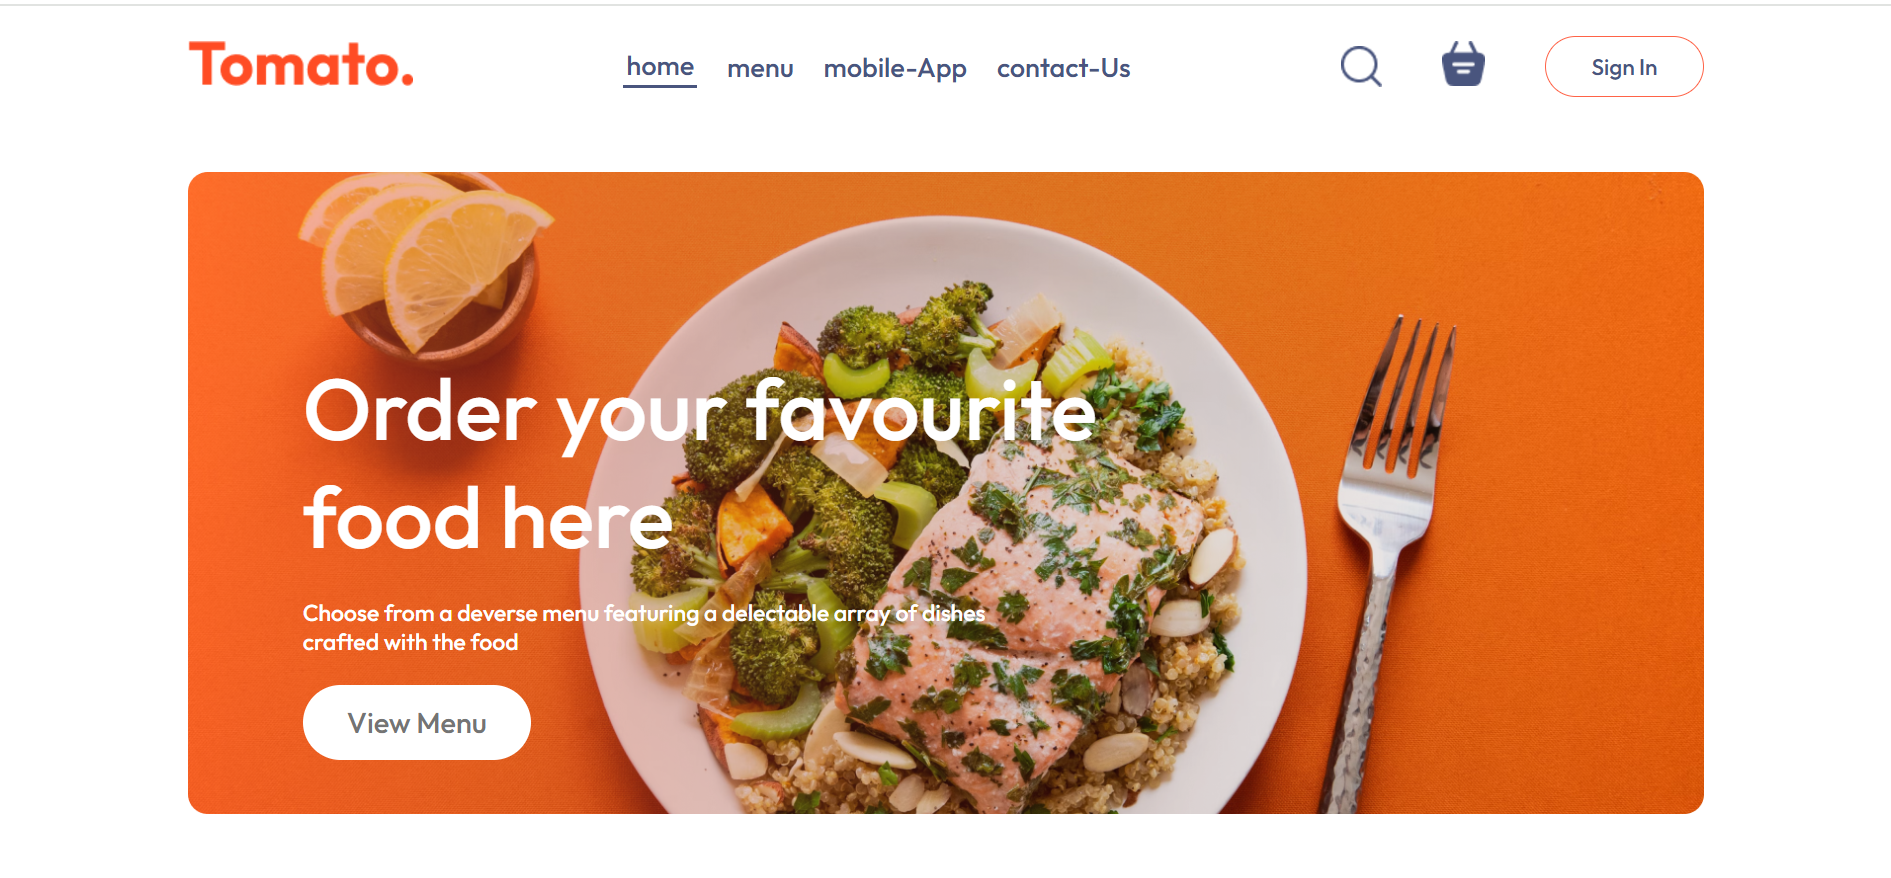 Tomato.
home menu mobile-App contact-Us
Sign In
Order your favourite
food here
Choose from a deverse menu featuring a delectable array of dishes
crafted with the food
View Menu